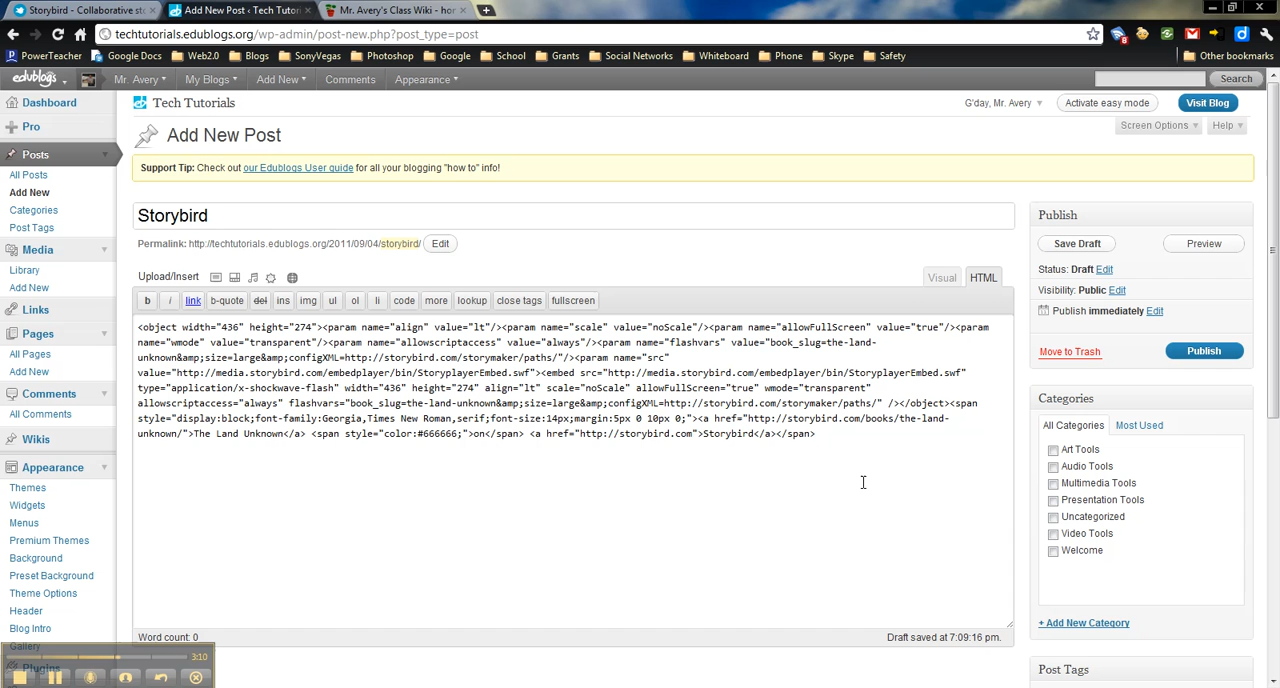 Storybird - Collaborative sto × Add New Post ‹ Tech Tutori × Mr. Avery's Class Wiki - hor ×
techtutorials.edublogs.org/wp-admin/post-new.php?post_type=post
PowerTeacher Google Docs Web2.0 Blogs SonyVegas Photoshop Google School Grants Social Networks Whiteboard Phone Skype Safety Other bookmarks
edublogs Mr. Avery My Blogs Add New Comments Appearance Search
Dashboard
Pro
Posts
All Posts
Add New
Categories
Post Tags
Media
Library
Add New
Links
Pages
All Pages
Add New
Comments
All Comments
Wikis
Appearance
Themes
Widgets
Menus
Premium Themes
Background
Preset Background
Theme Options
Header
Blog Intro
Gallery
Plugins
3:10
Tech Tutorials G'day, Mr. Avery Activate easy mode Visit Blog
Screen Options Help
Add New Post
Support Tip: Check out our Edublogs User guide for all your blogging "how to" info!
Storybird
Permalink: http://techtutorials.edublogs.org/2011/09/04/storybird/ Edit
Upload/Insert Visual HTML
b i link b-quote del ins img ul ol li code more lookup close tags fullscreen
<object width="436" height="274"><param name="align" value="lt"/><param name="scale" value="noScale"/><param name="allowFullScreen" value="true"/><param
name="wmode" value="transparent"/><param name="allowscriptaccess" value="always"/><param name="flashvars" value="book_slug=the-land-
unknown&amp;size=large&amp;configXML=http://storybird.com/storymaker/paths/"/><param name="src"
value="http://media.storybird.com/embedplayer/bin/StoryplayerEmbed.swf"><embed src="http://media.storybird.com/embedplayer/bin/StoryplayerEmbed.swf"
type="application/x-shockwave-flash" width="436" height="274" align="lt" scale="noScale" allowFullScreen="true" wmode="transparent"
allowscriptaccess="always" flashvars="book_slug=the-land-unknown&amp;size=large&amp;configXML=http://storybird.com/storymaker/paths/" /></object><span
style="display:block;font-family:Georgia,Times New Roman,serif;font-size:14px;margin:5px 0 10px 0;"><a href="http://storybird.com/books/the-land-
unknown/">The Land Unknown</a> <span style="color:#666666;">on</span> <a href="http://storybird.com">Storybird</a></span>
Word count: 0 Draft saved at 7:09:16 pm.
Publish
Save Draft Preview
Status: Draft Edit
Visibility: Public Edit
Publish immediately Edit
Move to Trash Publish
Categories
All Categories Most Used
Art Tools
Audio Tools
Multimedia Tools
Presentation Tools
Uncategorized
Video Tools
Welcome
+ Add New Category
Post Tags